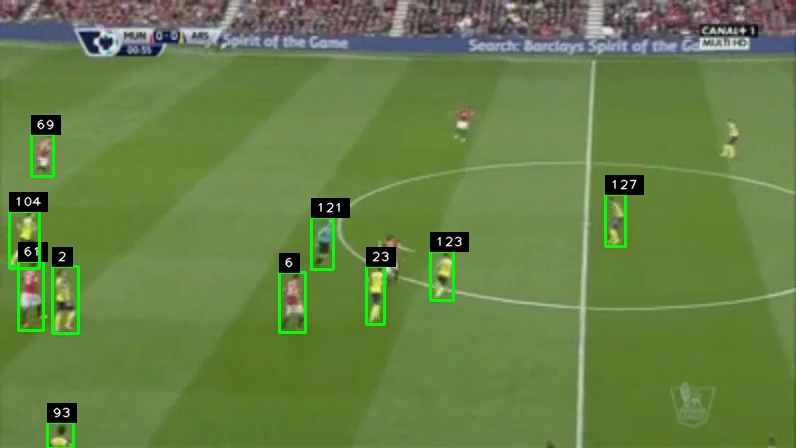 MUN 0-0 ARS
00:55
Spirit of the Game
Search: Barclays Spirit of the Ga
CANAL+ 1
MULTI HD
69
104
61
2
121
6
23
123
127
93